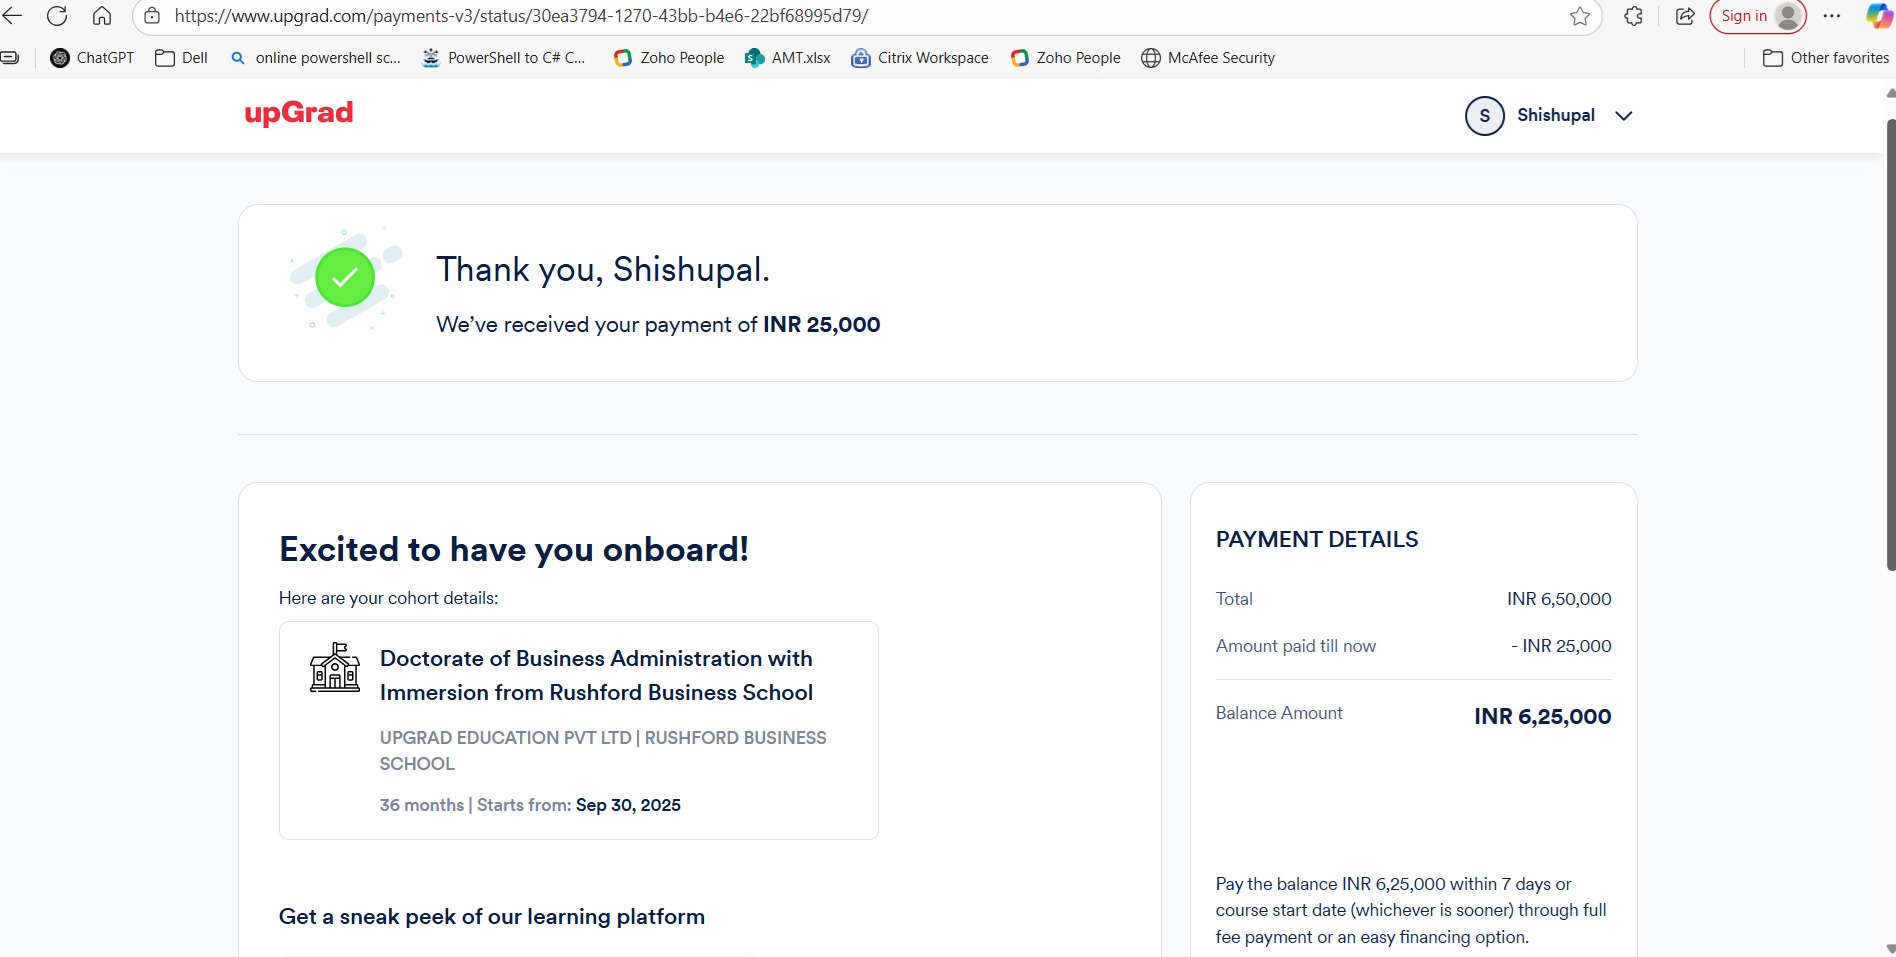 https://www.upgrad.com/payments-v3/status/30ea3794-1270-43bb-b4e6-22bf68995d79/
Sign in
ChatGPT
Dell
online powershell sc...
PowerShell to C# C...
Zoho People
AMT.xlsx
Citrix Workspace
Zoho People
McAfee Security
Other favorites
upGrad
S
Shishupal
Thank you, Shishupal.
We've received your payment of INR 25,000
Excited to have you onboard!
Here are your cohort details:
Doctorate of Business Administration with
Immersion from Rushford Business School
UPGRAD EDUCATION PVT LTD | RUSHFORD BUSINESS
SCHOOL
36 months | Starts from: Sep 30, 2025
Get a sneak peek of our learning platform
PAYMENT DETAILS
Total INR 6,50,000
Amount paid till now - INR 25,000
Balance Amount INR 6,25,000
Pay the balance INR 6,25,000 within 7 days or
course start date (whichever is sooner) through full
fee payment or an easy financing option.